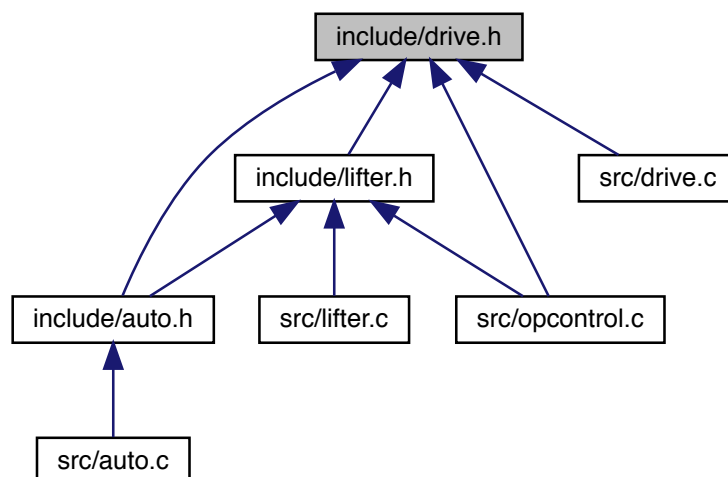 include/drive.h
include/lifter.h
src/drive.c
include/auto.h
src/lifter.c
src/opcontrol.c
src/auto.c